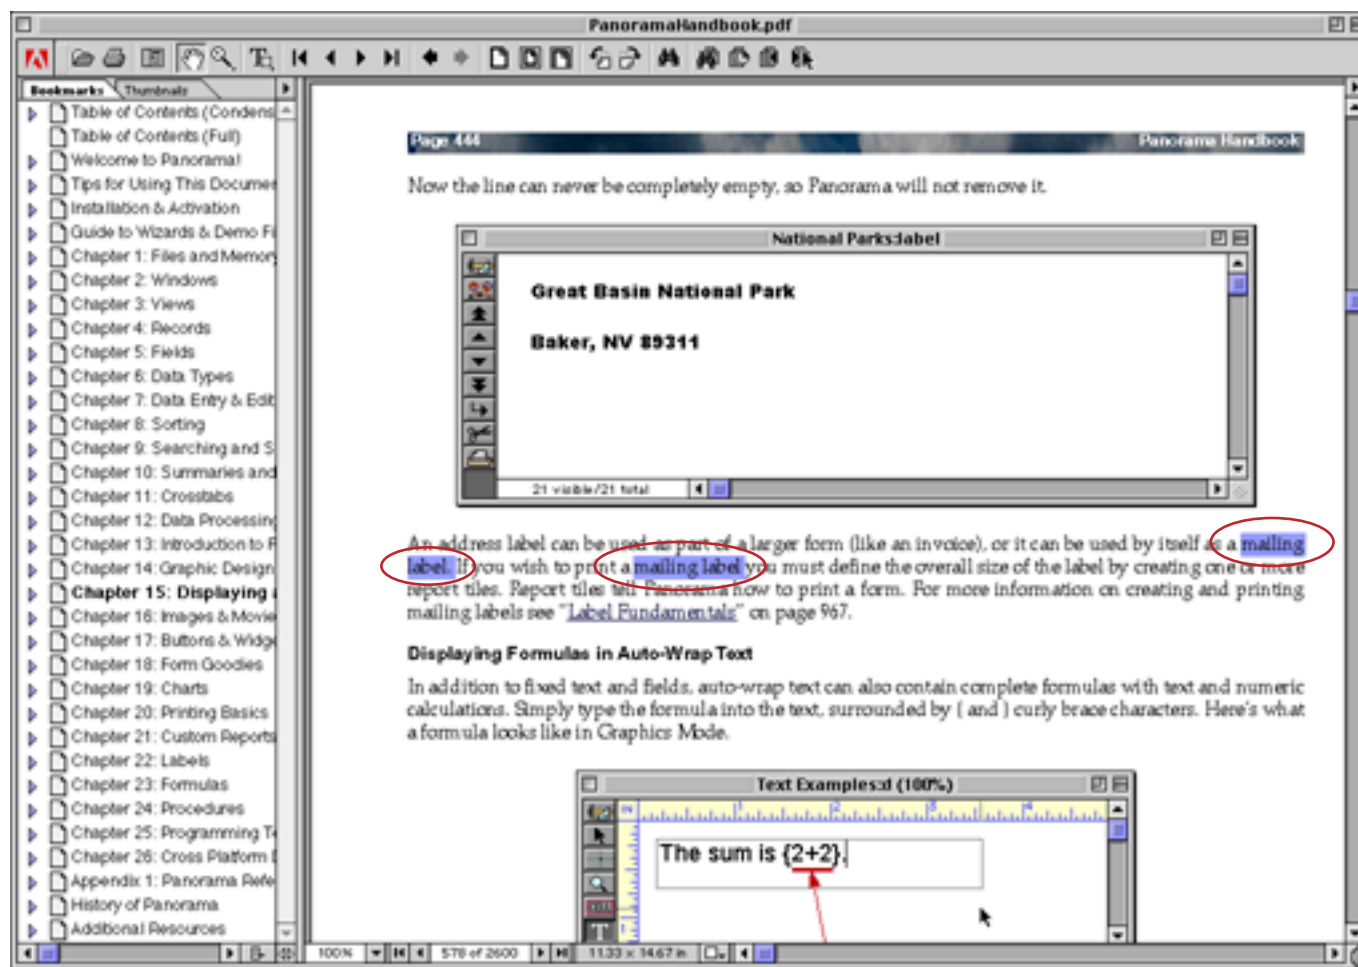 PanoramaHandbook.pdf
Bookmarks Thumbnails
Table of Contents (Condens
Table of Contents (Full)
Welcome to Panorama!
Tips for Using This Documen
Installation & Activation
Guide to Wizards & Demo Fi
Chapter 1: Files and Memory
Chapter 2: Windows
Chapter 3: Views
Chapter 4: Records
Chapter 5: Fields
Chapter 6: Data Types
Chapter 7: Data Entry & Edit
Chapter 8: Sorting
Chapter 9: Searching and S
Chapter 10: Summaries and
Chapter 11: Crosstabs
Chapter 12: Data Processing
Chapter 13: Introduction to F
Chapter 14: Graphic Design
Chapter 15: Displaying a
Chapter 16: Images & Movie
Chapter 17: Buttons & Widge
Chapter 18: Form Goodies
Chapter 19: Charts
Chapter 20: Printing Basics
Chapter 21: Custom Reports
Chapter 22: Labels
Chapter 23: Formulas
Chapter 24: Procedures
Chapter 25: Programming Te
Chapter 26: Cross Platform D
Appendix 1: Panorama Refe
History of Panorama
Additional Resources
Page 444 Panorama Handbook
Now the line can never be completely empty, so Panorama will not remove it.
National Parks:label
Great Basin National Park
Baker, NV 89311
21 visible/21 total
An address label can be used as part of a larger form (like an invoice), or it can be used by itself as a mailing
label. If you wish to print a mailing label you must define the overall size of the label by creating one or more
report tiles. Report tiles tell Panorama how to print a form. For more information on creating and printing
mailing labels see "Label Fundamentals" on page 967.
Displaying Formulas in Auto-Wrap Text
In addition to fixed text and fields, auto-wrap text can also contain complete formulas with text and numeric
calculations. Simply type the formula into the text, surrounded by { and } curly brace characters. Here's what
a formula looks like in Graphics Mode.
Text Examples:d (100%)
1 2 3 4
The sum is {2+2}.
1
T
100% 578 of 2600 11.33 x 14.67 in